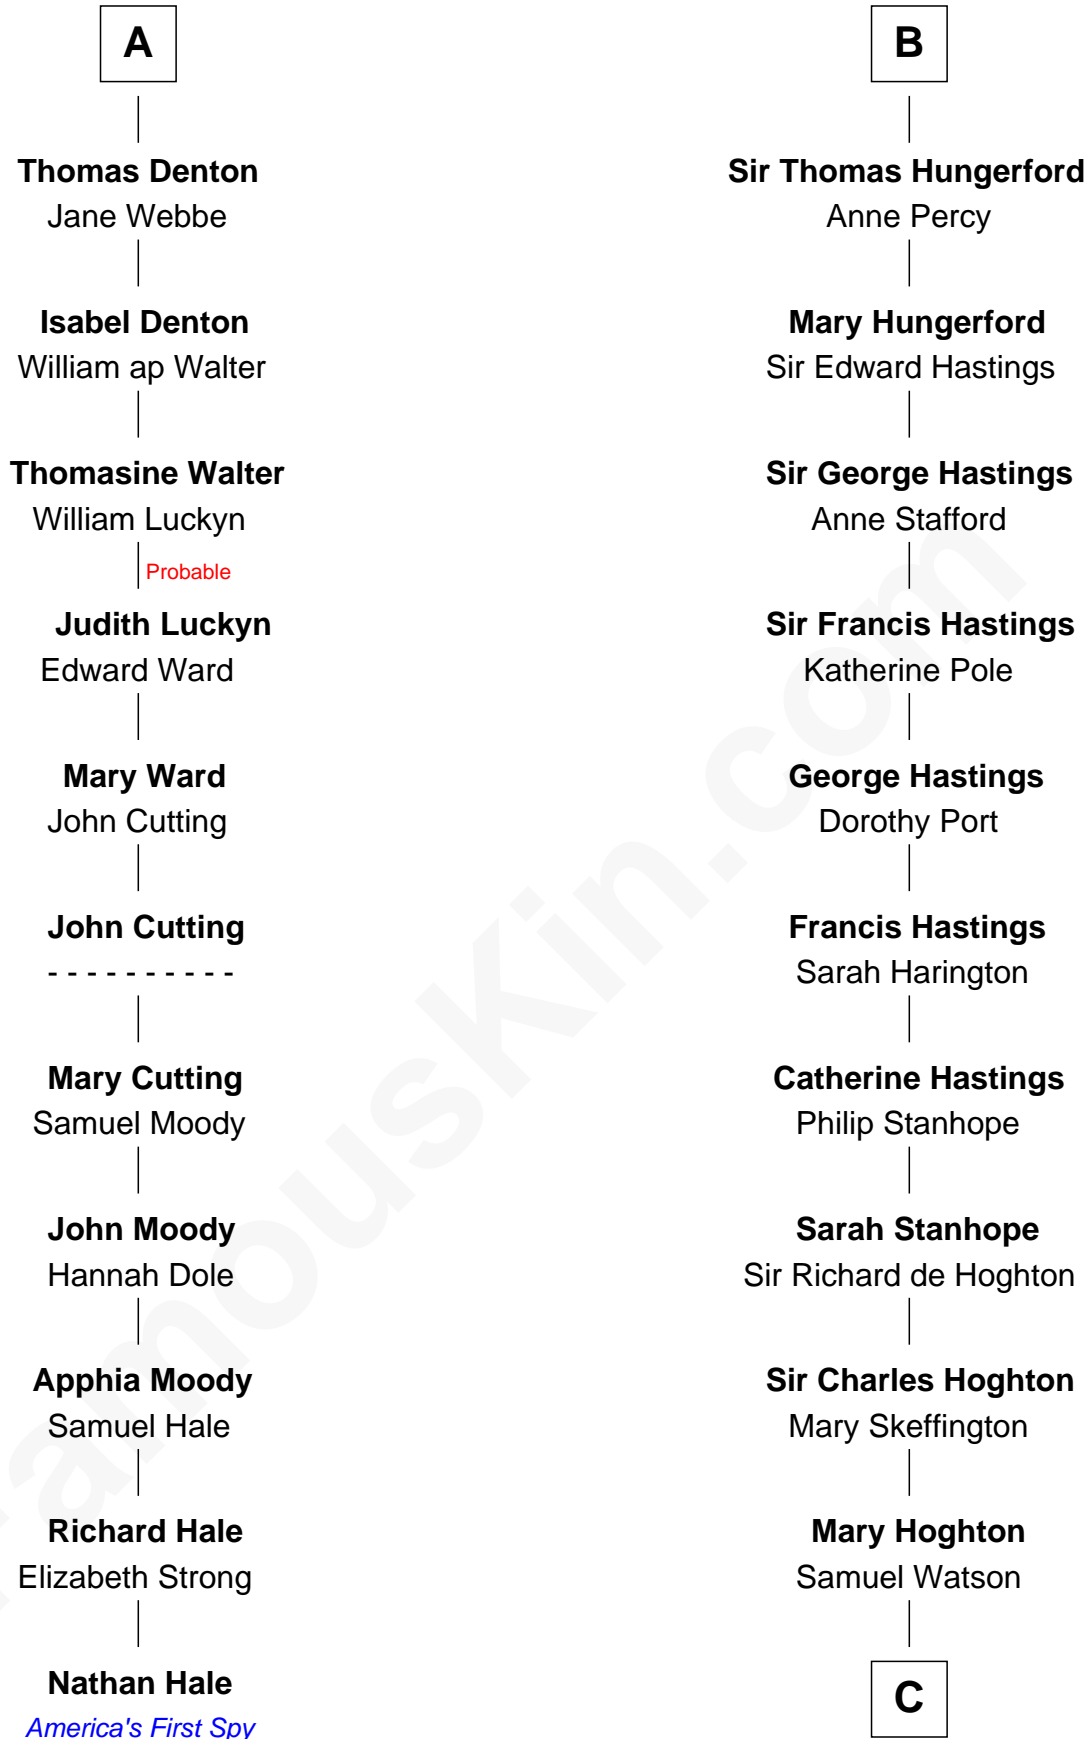 A
Thomas Denton
Jane Webbe
Isabel Denton
William ap Walter
Thomasine Walter
William Luckyn
Probable
Judith Luckyn
Edward Ward
Mary Ward
John Cutting
John Cutting
- - - - - - - - - -
Mary Cutting
Samuel Moody
John Moody
Hannah Dole
Apphia Moody
Samuel Hale
Richard Hale
Elizabeth Strong
Nathan Hale
America's First Spy
B
Sir Thomas Hungerford
Anne Percy
Mary Hungerford
Sir Edward Hastings
Sir George Hastings
Anne Stafford
Sir Francis Hastings
Katherine Pole
George Hastings
Dorothy Port
Francis Hastings
Sarah Harington
Catherine Hastings
Philip Stanhope
Sarah Stanhope
Sir Richard de Hoghton
Sir Charles Hoghton
Mary Skeffington
Mary Hoghton
Samuel Watson
C
FamousKin.com